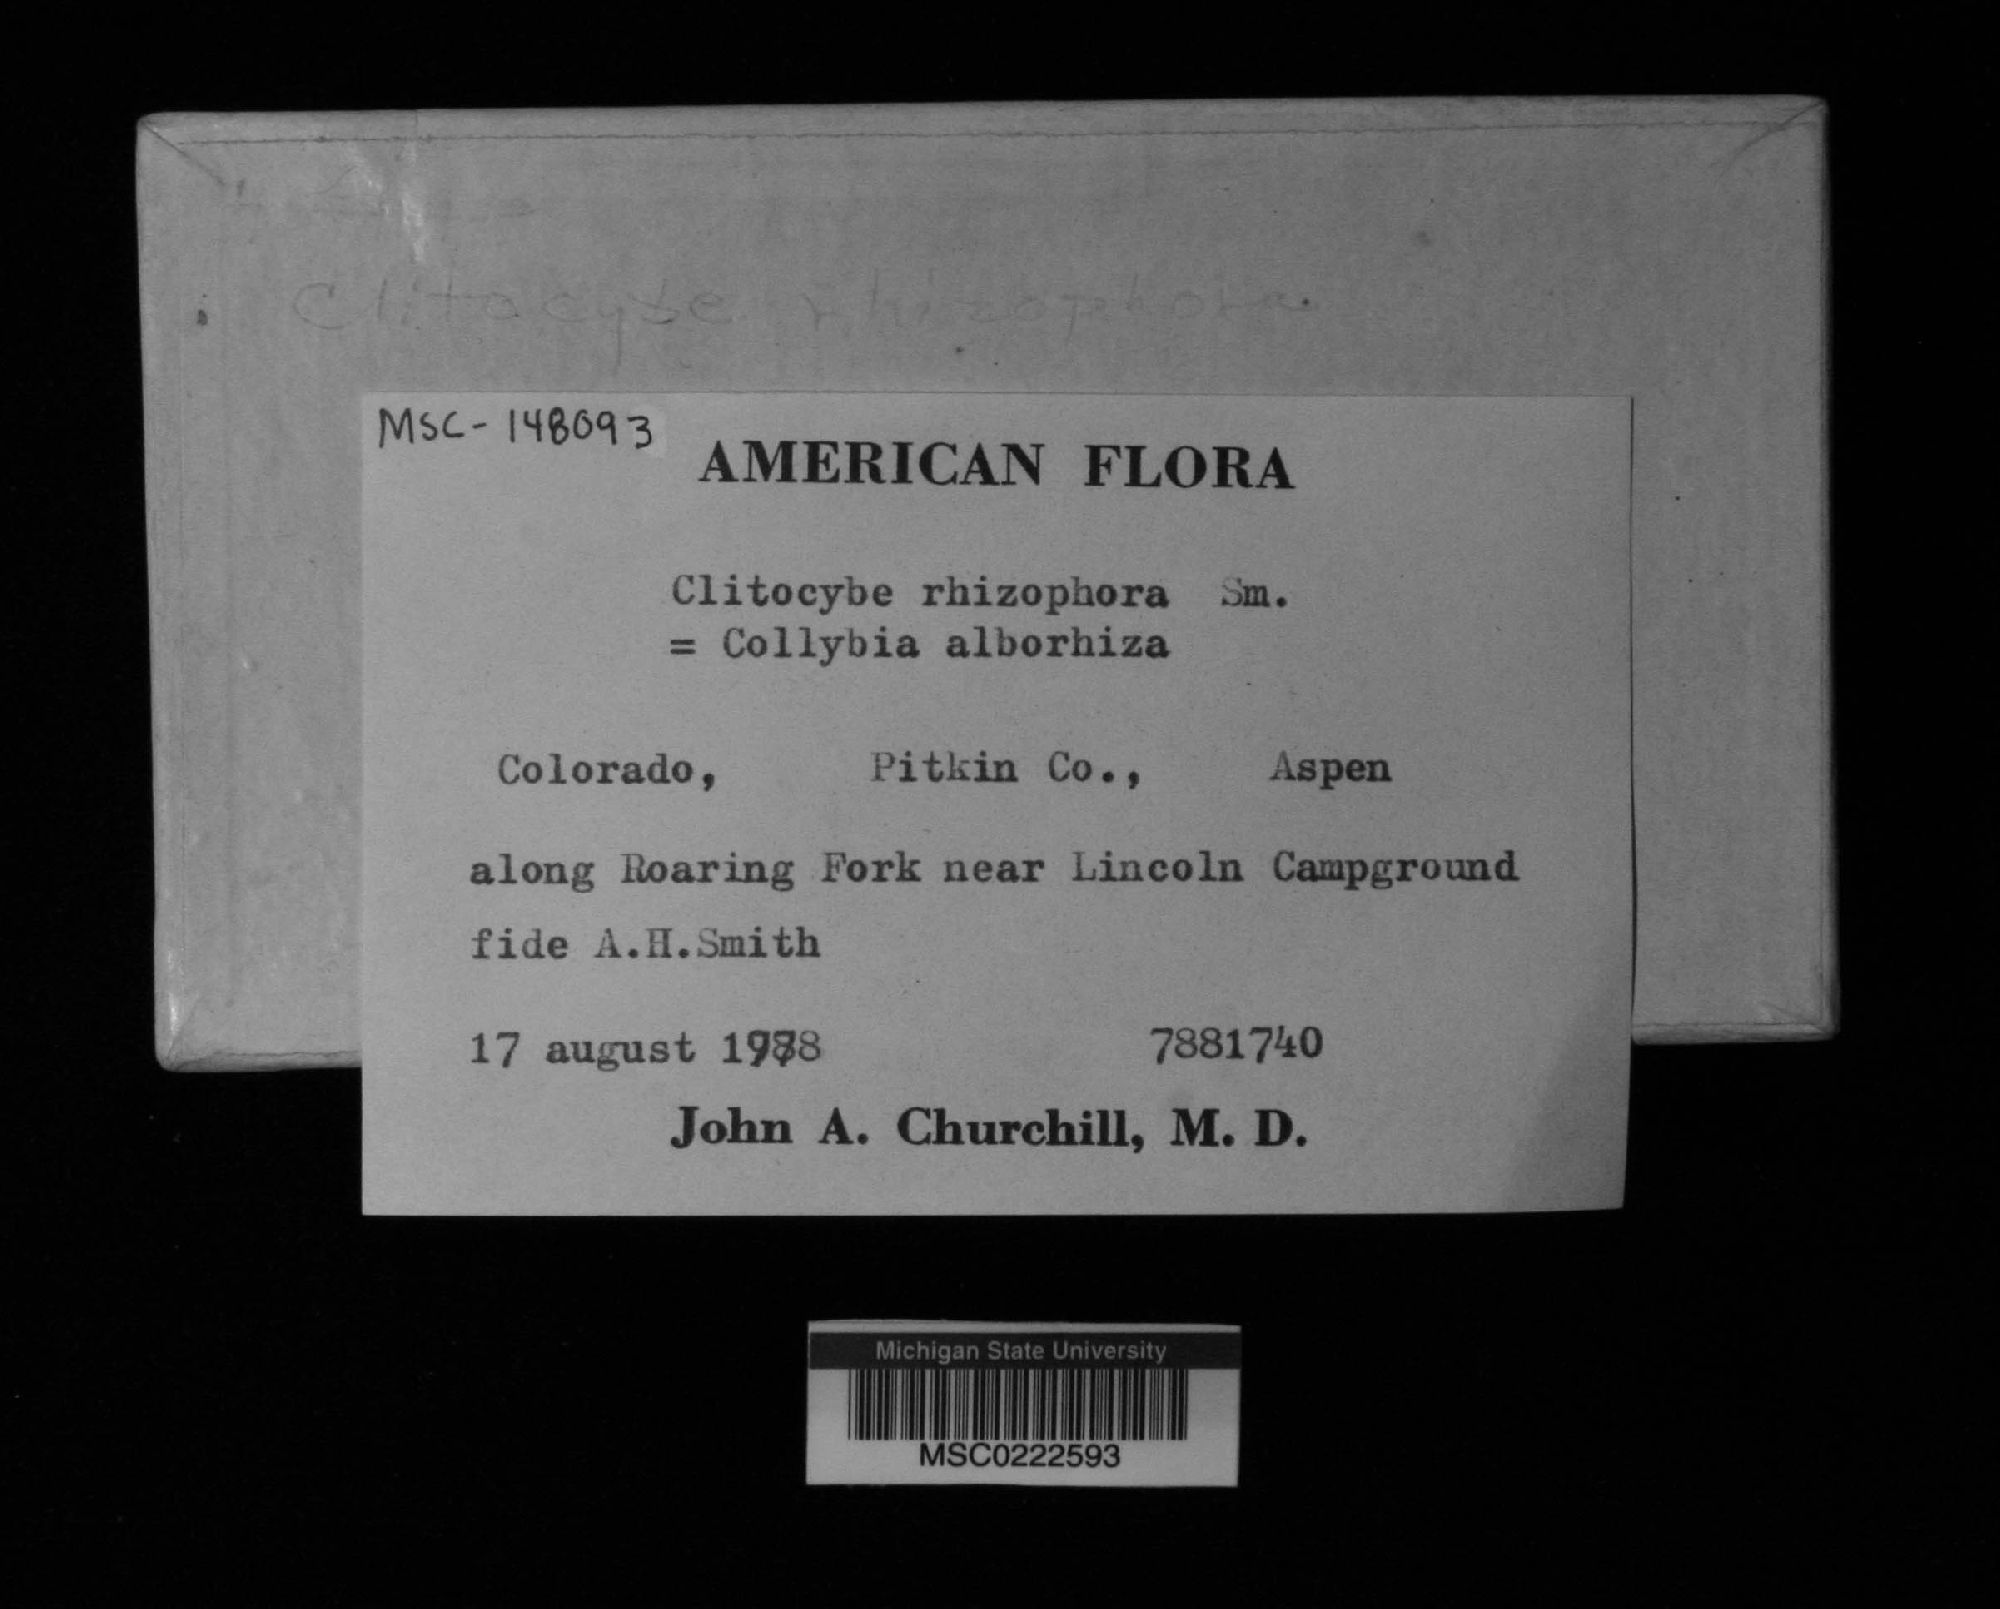 Clitocybe rhizophora
MSC-148093
AMERICAN FLORA
Clitocybe rhizophora Sm.
= Collybia alborhiza
Colorado, Pitkin Co., Aspen
along Roaring Fork near Lincoln Campground
fide A.H.Smith
17 august 1978 7881740
John A. Churchill, M. D.
Michigan State University
MSC0222593